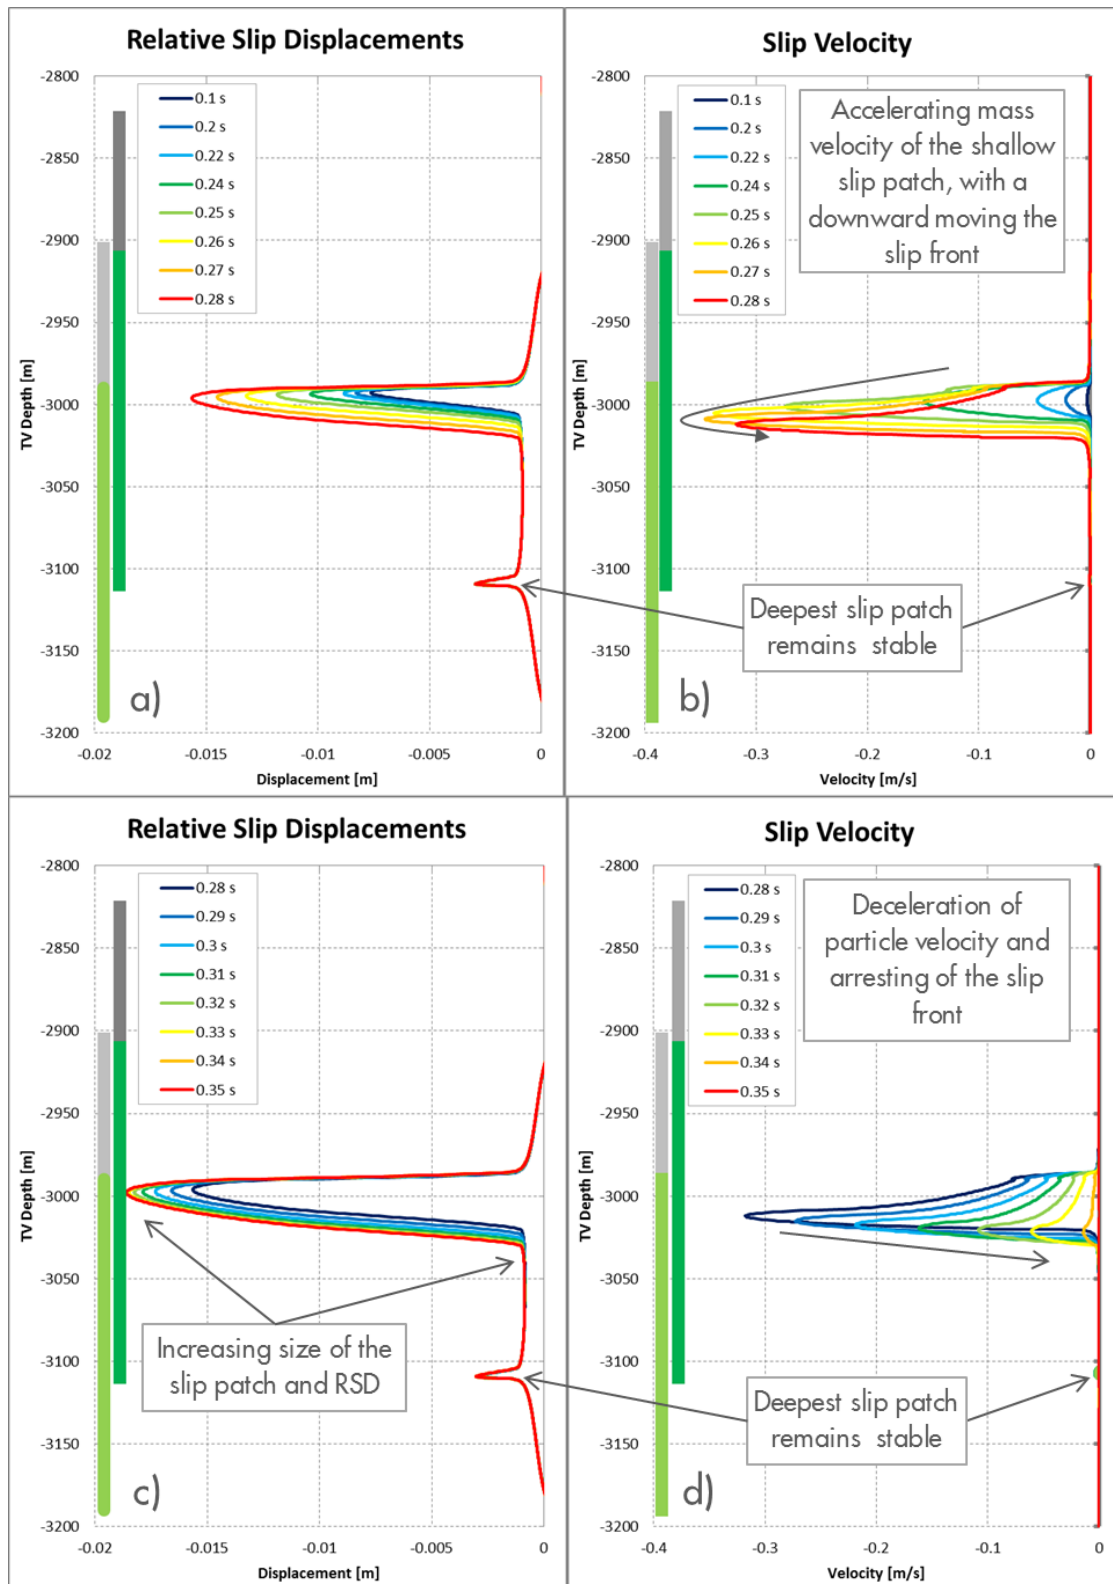 Relative Slip Displacements
-2800
-2850
-2900
-2950
-3000
-3050
-3100
-3150
-3200
TV Depth [m]
0.1 s
0.2 s
0.22 s
0.24 s
0.25 s
0.26 s
0.27 s
0.28 s
a)
-0.02
-0.015
-0.01
-0.005
0
Displacement [m]
Slip Velocity
-2800
-2850
-2900
-2950
-3000
-3050
-3100
-3150
-3200
TV Depth [m]
0.1 s
0.2 s
0.22 s
0.24 s
0.25 s
0.26 s
0.27 s
0.28 s
Accelerating mass
velocity of the shallow
slip patch, with a
downward moving the
slip front
Deepest slip patch
remains stable
b)
-0.4
-0.3
-0.2
-0.1
0
Velocity [m/s]
Relative Slip Displacements
-2800
-2850
-2900
-2950
-3000
-3050
-3100
-3150
-3200
TV Depth [m]
0.28 s
0.29 s
0.3 s
0.31 s
0.32 s
0.33 s
0.34 s
0.35 s
Increasing size of the
slip patch and RSD
c)
-0.02
-0.015
-0.01
-0.005
0
Displacement [m]
Slip Velocity
-2800
-2850
-2900
-2950
-3000
-3050
-3100
-3150
-3200
TV Depth [m]
0.28 s
0.29 s
0.3 s
0.31 s
0.32 s
0.33 s
0.34 s
0.35 s
Deceleration of
particle velocity and
arresting of the slip
front
Deepest slip patch
remains stable
d)
-0.4
-0.3
-0.2
-0.1
0
Velocity [m/s]